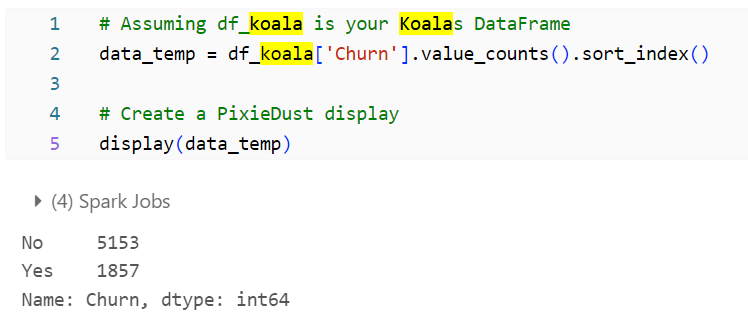 1 # Assuming df_koala is your Koalas DataFrame
2 data_temp = df_koala['Churn'].value_counts().sort_index()
3
4 # Create a PixieDust display
5 display(data_temp)
(4) Spark Jobs
No 5153
Yes 1857
Name: Churn, dtype: int64